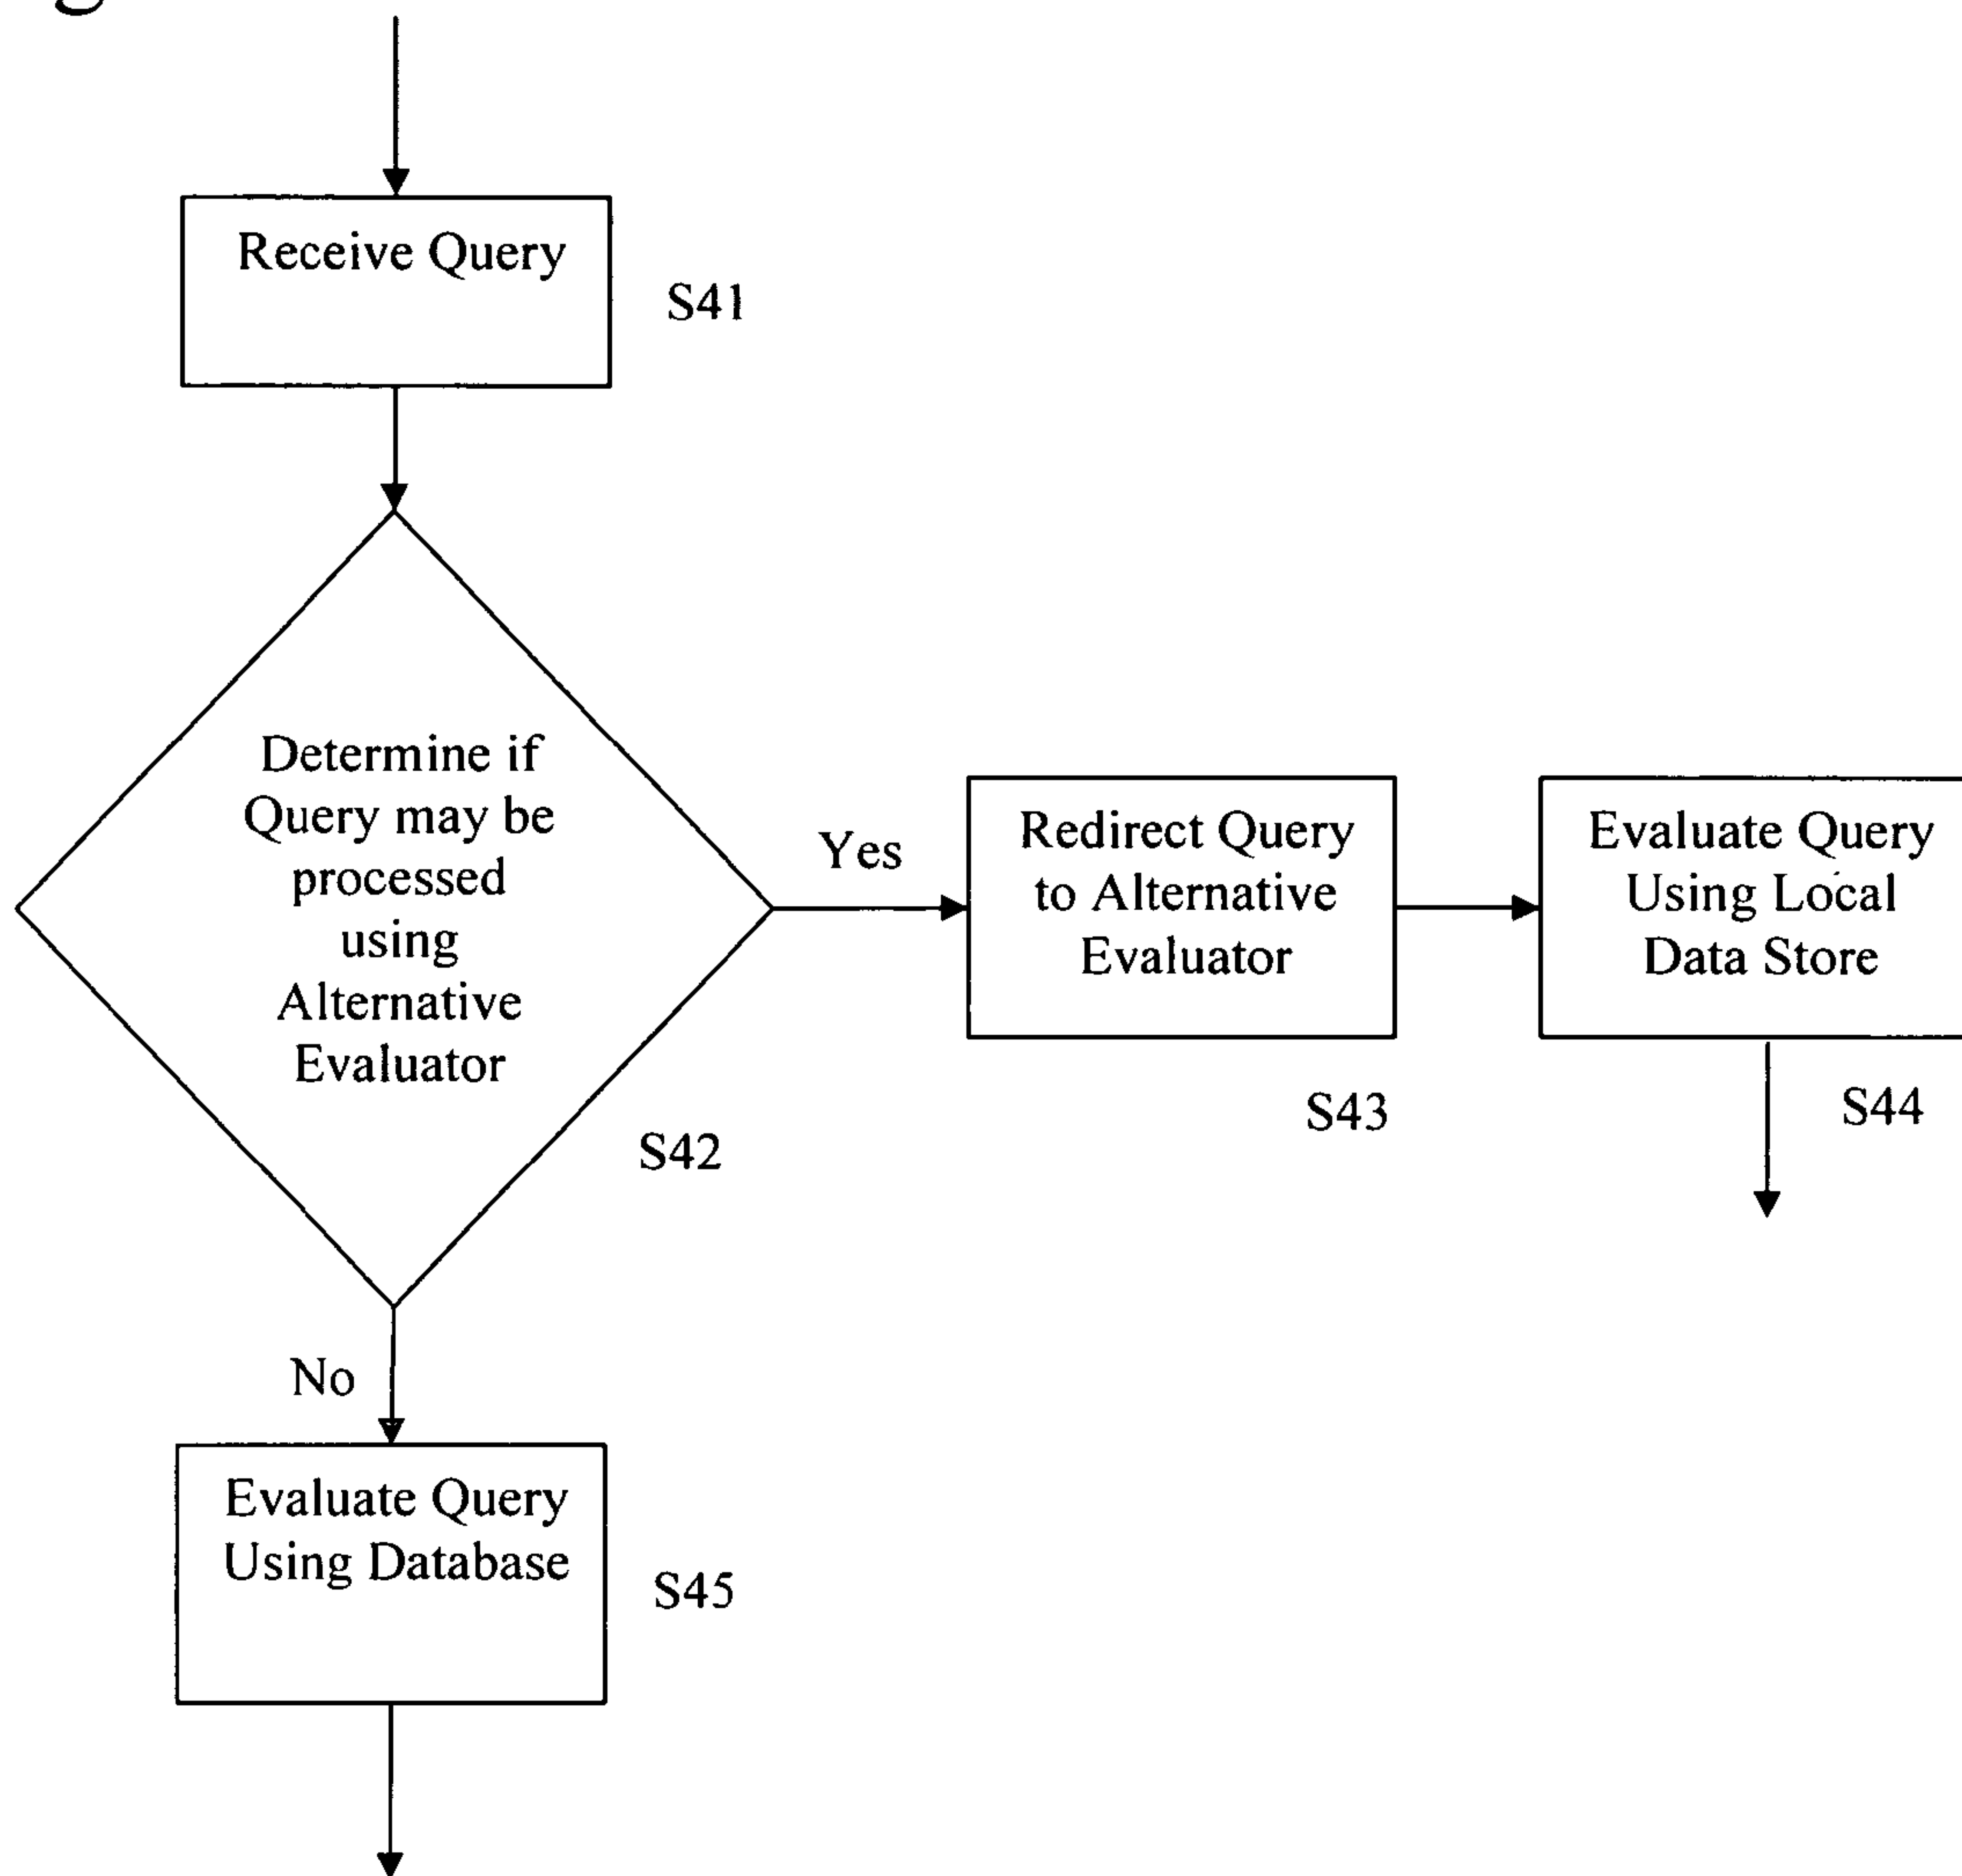 Receive Query
S41
Determine if
Query may be
processed
using
Alternative
Evaluator
S42
Yes
Redirect Query
to Alternative
Evaluator
S43
Evaluate Query
Using Local
Data Store
S44
No
Evaluate Query
Using Database
S45